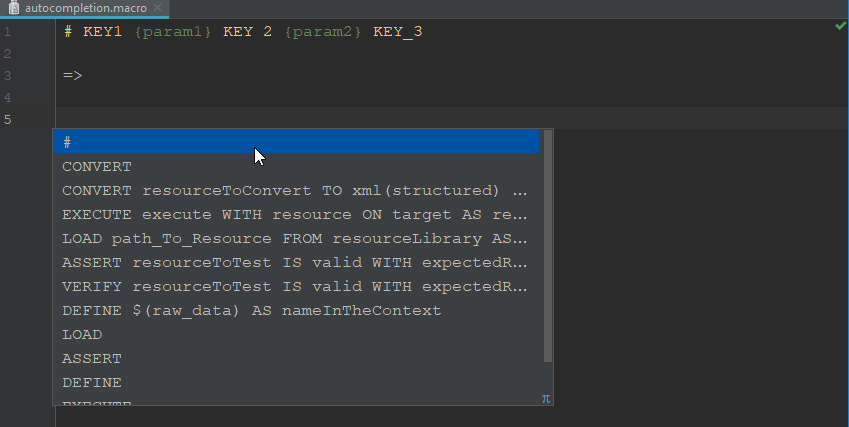 autocompletion.macro
1 # KEY1 {param1} KEY 2 {param2} KEY_3
2
3 =>
4
5
#
CONVERT
CONVERT resourceToConvert TO xml(structured) ...
EXECUTE execute WITH resource ON target AS re...
LOAD path_To_Resource FROM resourceLibrary AS...
ASSERT resourceToTest IS valid WITH expectedR...
VERIFY resourceToTest IS valid WITH expectedR...
DEFINE $(raw_data) AS nameInTheContext
LOAD
ASSERT
DEFINE
EXECUTE
π